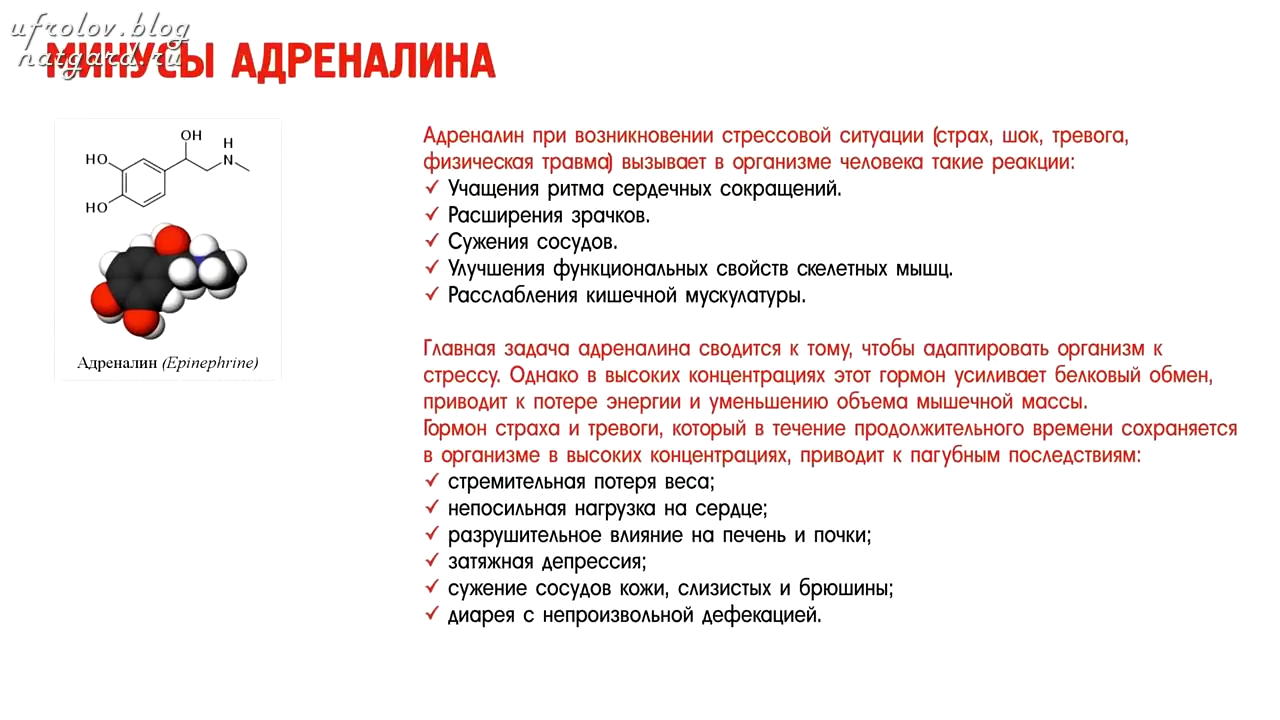 ufrolov.blog
natgard.ru
МИНУСЫ АДРЕНАЛИНА
OH
H
HO
N
HO
Адреналин (Epinephrine)
Адреналин при возникновении стрессовой ситуации (страх, шок, тревога,
физическая травма) вызывает в организме человека такие реакции:
✓ Учащения ритма сердечных сокращений.
✓ Расширения зрачков.
✓ Сужения сосудов.
✓ Улучшения функциональных свойств скелетных мышц.
✓ Расслабления кишечной мускулатуры.
Главная задача адреналина сводится к тому, чтобы адаптировать организм к
стрессу. Однако в высоких концентрациях этот гормон усиливает белковый обмен,
приводит к потере энергии и уменьшению объема мышечной массы.
Гормон страха и тревоги, который в течение продолжительного времени сохраняется
в организме в высоких концентрациях, приводит к пагубным последствиям:
✓ стремительная потеря веса;
✓ непосильная нагрузка на сердце;
✓ разрушительное влияние на печень и почки;
✓ затяжная депрессия;
✓ сужение сосудов кожи, слизистых и брюшины;
✓ диарея с непроизвольной дефекацией.